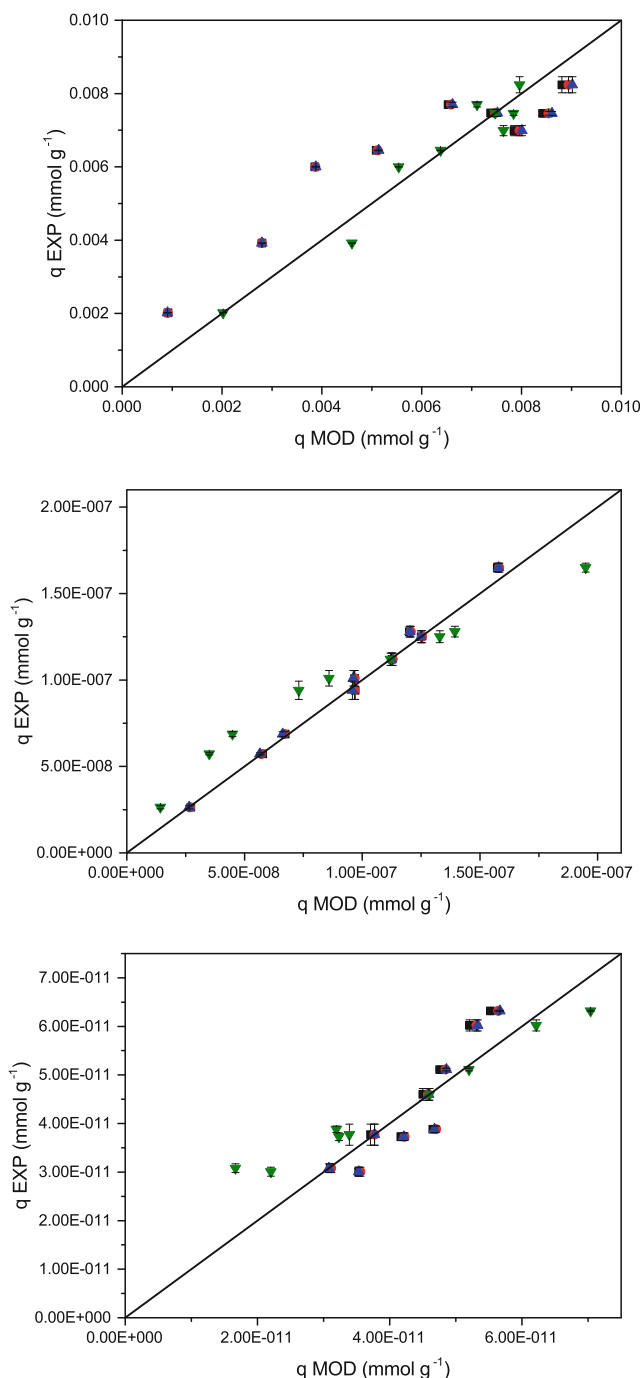 0.010
0.008
0.006
0.004
0.002
0.000
q EXP (mmol g⁻¹)
0.000 0.002 0.004 0.006 0.008 0.010
q MOD (mmol g⁻¹)
2.00E-007
1.50E-007
1.00E-007
5.00E-008
0.00E+000
q EXP (mmol g⁻¹)
0.00E+000 5.00E-008 1.00E-007 1.50E-007 2.00E-007
q MOD (mmol g⁻¹)
7.00E-011
6.00E-011
5.00E-011
4.00E-011
3.00E-011
2.00E-011
1.00E-011
0.00E+000
q EXP (mmol g⁻¹)
0.00E+000 2.00E-011 4.00E-011 6.00E-011
q MOD (mmol g⁻¹)